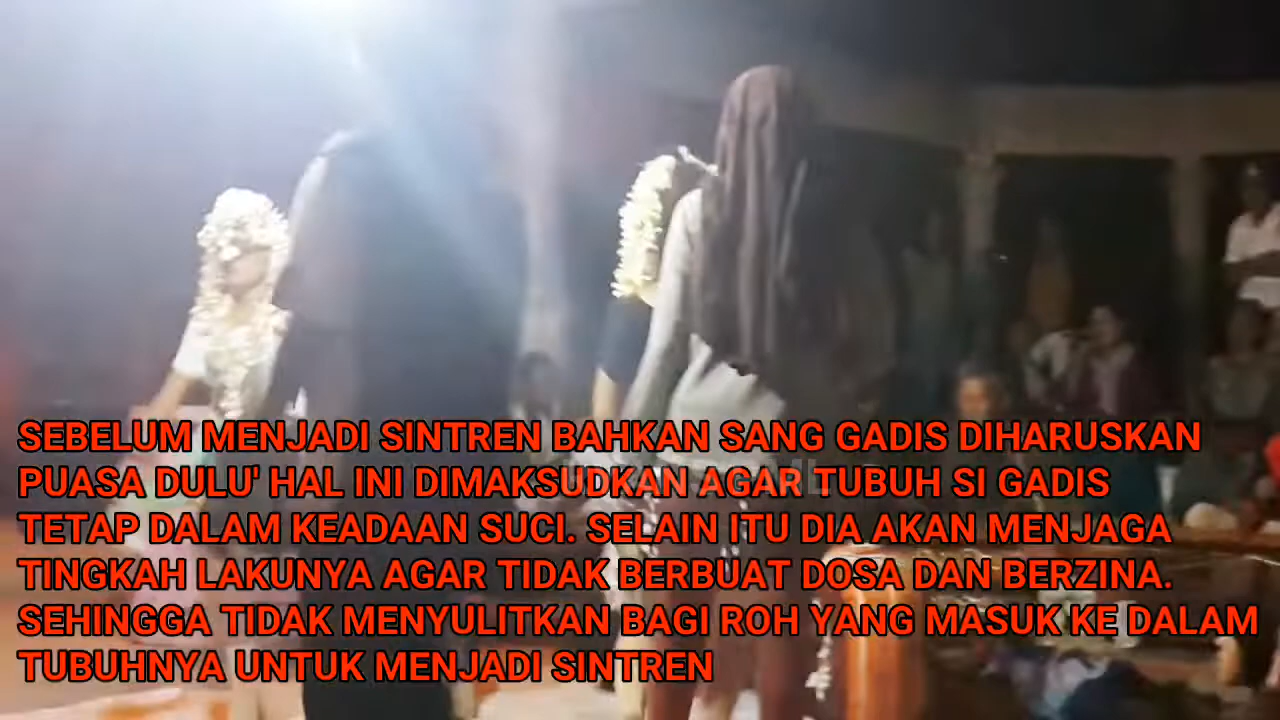 SEBELUM MENJADI SINTREN BAHKAN SANG GADIS DIHARUSKAN
PUASA DULU' HAL INI DIMAKSUDKAN AGAR TUBUH SI GADIS
TETAP DALAM KEADAAN SUCI. SELAIN ITU DIA AKAN MENJAGA
TINGKAH LAKUNYA AGAR TIDAK BERBUAT DOSA DAN BERZINA.
SEHINGGA TIDAK MENYULITKAN BAGI ROH YANG MASUK KE DALAM
TUBUHNYA UNTUK MENJADI SINTREN